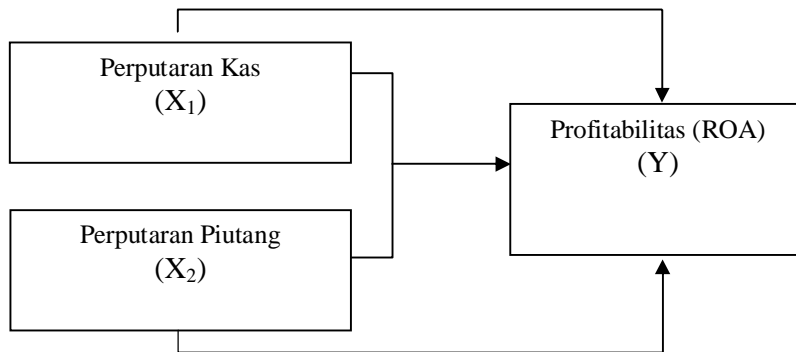 Perputaran Kas
(X₁)
Profitabilitas (ROA)
(Y)
Perputaran Piutang
(X₂)